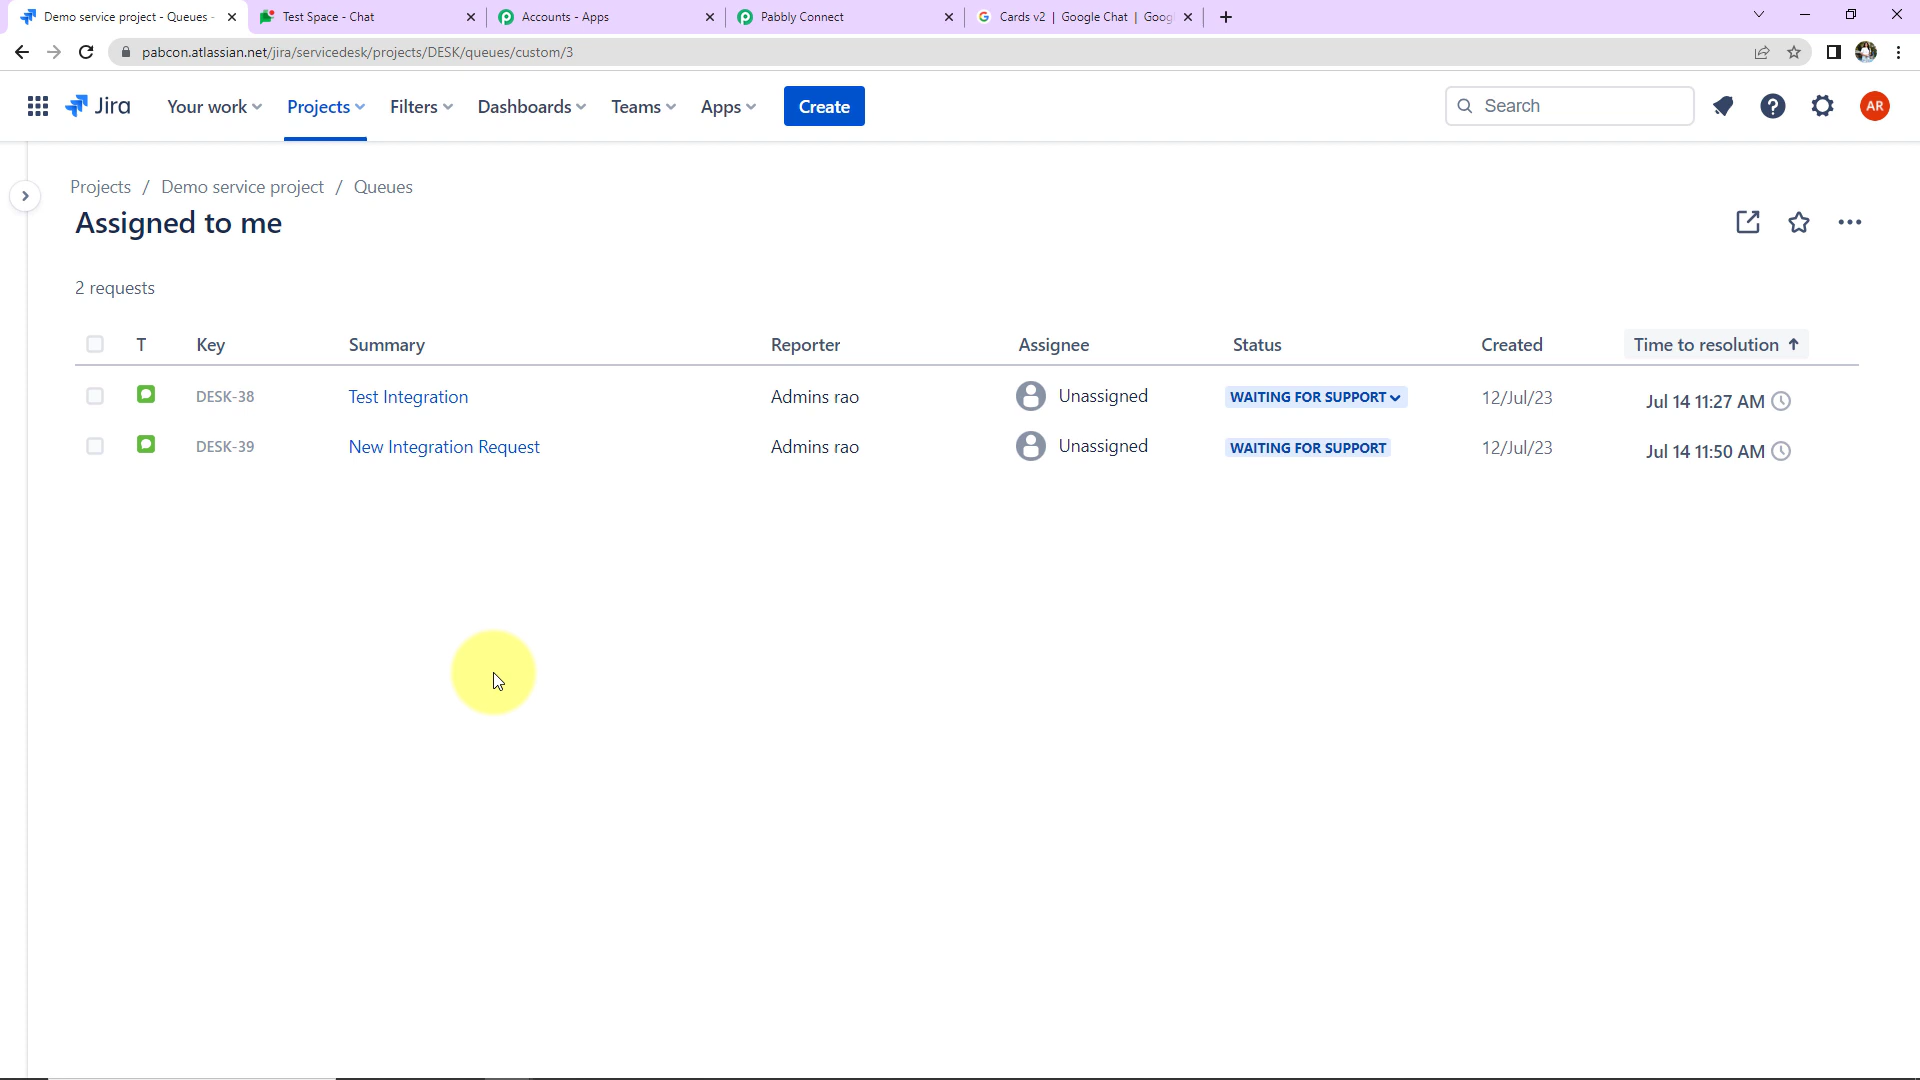 Demo service project - Queues -
Test Space - Chat
Accounts - Apps
Pabbly Connect
Cards v2 | Google Chat | Goog
pabcon.atlassian.net/jira/servicedesk/projects/DESK/queues/custom/3
Jira
Your work
Projects
Filters
Dashboards
Teams
Apps
Create
Search
AR
Projects / Demo service project / Queues
Assigned to me
2 requests
T Key Summary Reporter Assignee Status Created Time to resolution
DESK-38 Test Integration Admins rao Unassigned WAITING FOR SUPPORT 12/Jul/23 Jul 14 11:27 AM
DESK-39 New Integration Request Admins rao Unassigned WAITING FOR SUPPORT 12/Jul/23 Jul 14 11:50 AM